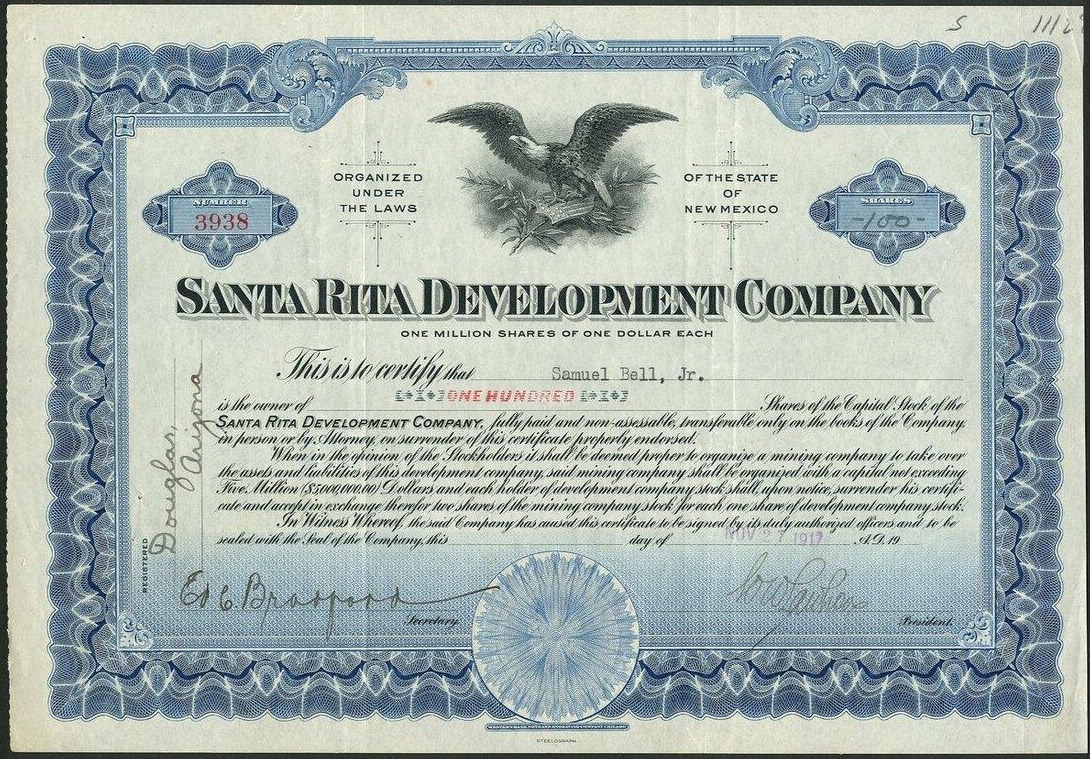 S 111
ORGANIZED
UNDER
THE LAWS
OF THE STATE
OF
NEW MEXICO
NUMBER
3938
SHARES
-100-
SANTA RITA DEVELOPMENT COMPANY
ONE MILLION SHARES OF ONE DOLLAR EACH
This is to certify that Samuel Bell, Jr.
ONE HUNDRED
is the owner of Shares of the Capital Stock of the
SANTA RITA DEVELOPMENT COMPANY, fully paid and non-assessable, transferable only on the books of the Company,
in person or by Attorney, on surrender of this certificate properly endorsed.
When in the opinion of the Stockholders it shall be deemed proper to organize a mining company to take over
the assets and liabilities of this development company, said mining company shall be organized with a capital not exceeding
Five Million ($5,000,000.00) Dollars and each holder of development company stock shall, upon notice, surrender his certifi-
cate and accept in exchange therefor two shares of the mining company stock for each one share of development company stock.
In Witness Whereof, the said Company has caused this certificate to be signed by its duly authorized officers and to be
sealed with the Seal of the Company, this day of NOV 27 1917 A.D. 19
REGISTERED
Douglas,
Arizona
Ed C. Bradford
Secretary.
President.
WESTERN BANK NOTE AND ENGRAVING COMPANY, CHICAGO
STEELOGRAPH